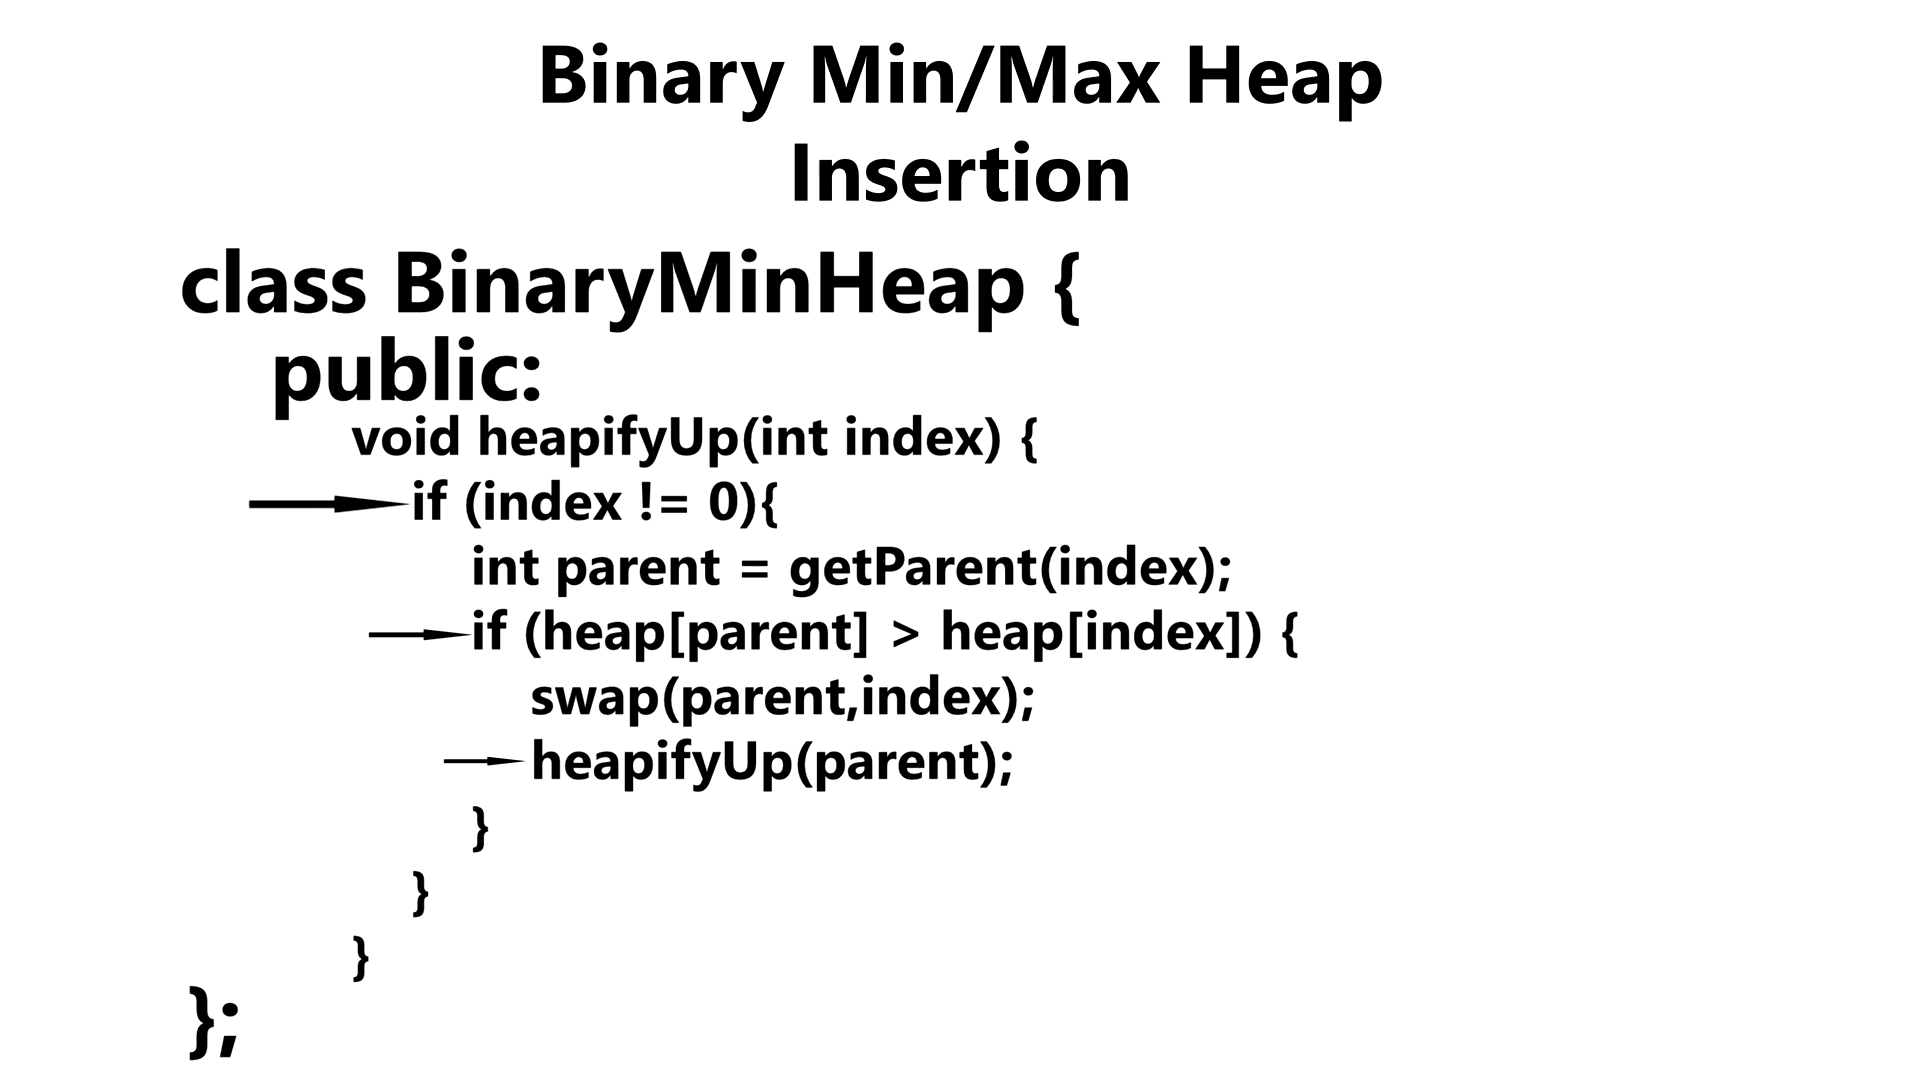 Binary Min/Max Heap
Insertion
class BinaryMinHeap {
public:
void heapifyUp(int index) {
if (index != 0){
int parent = getParent(index);
if (heap[parent] > heap[index]) {
swap(parent,index);
heapifyUp(parent);
}
}
}
};